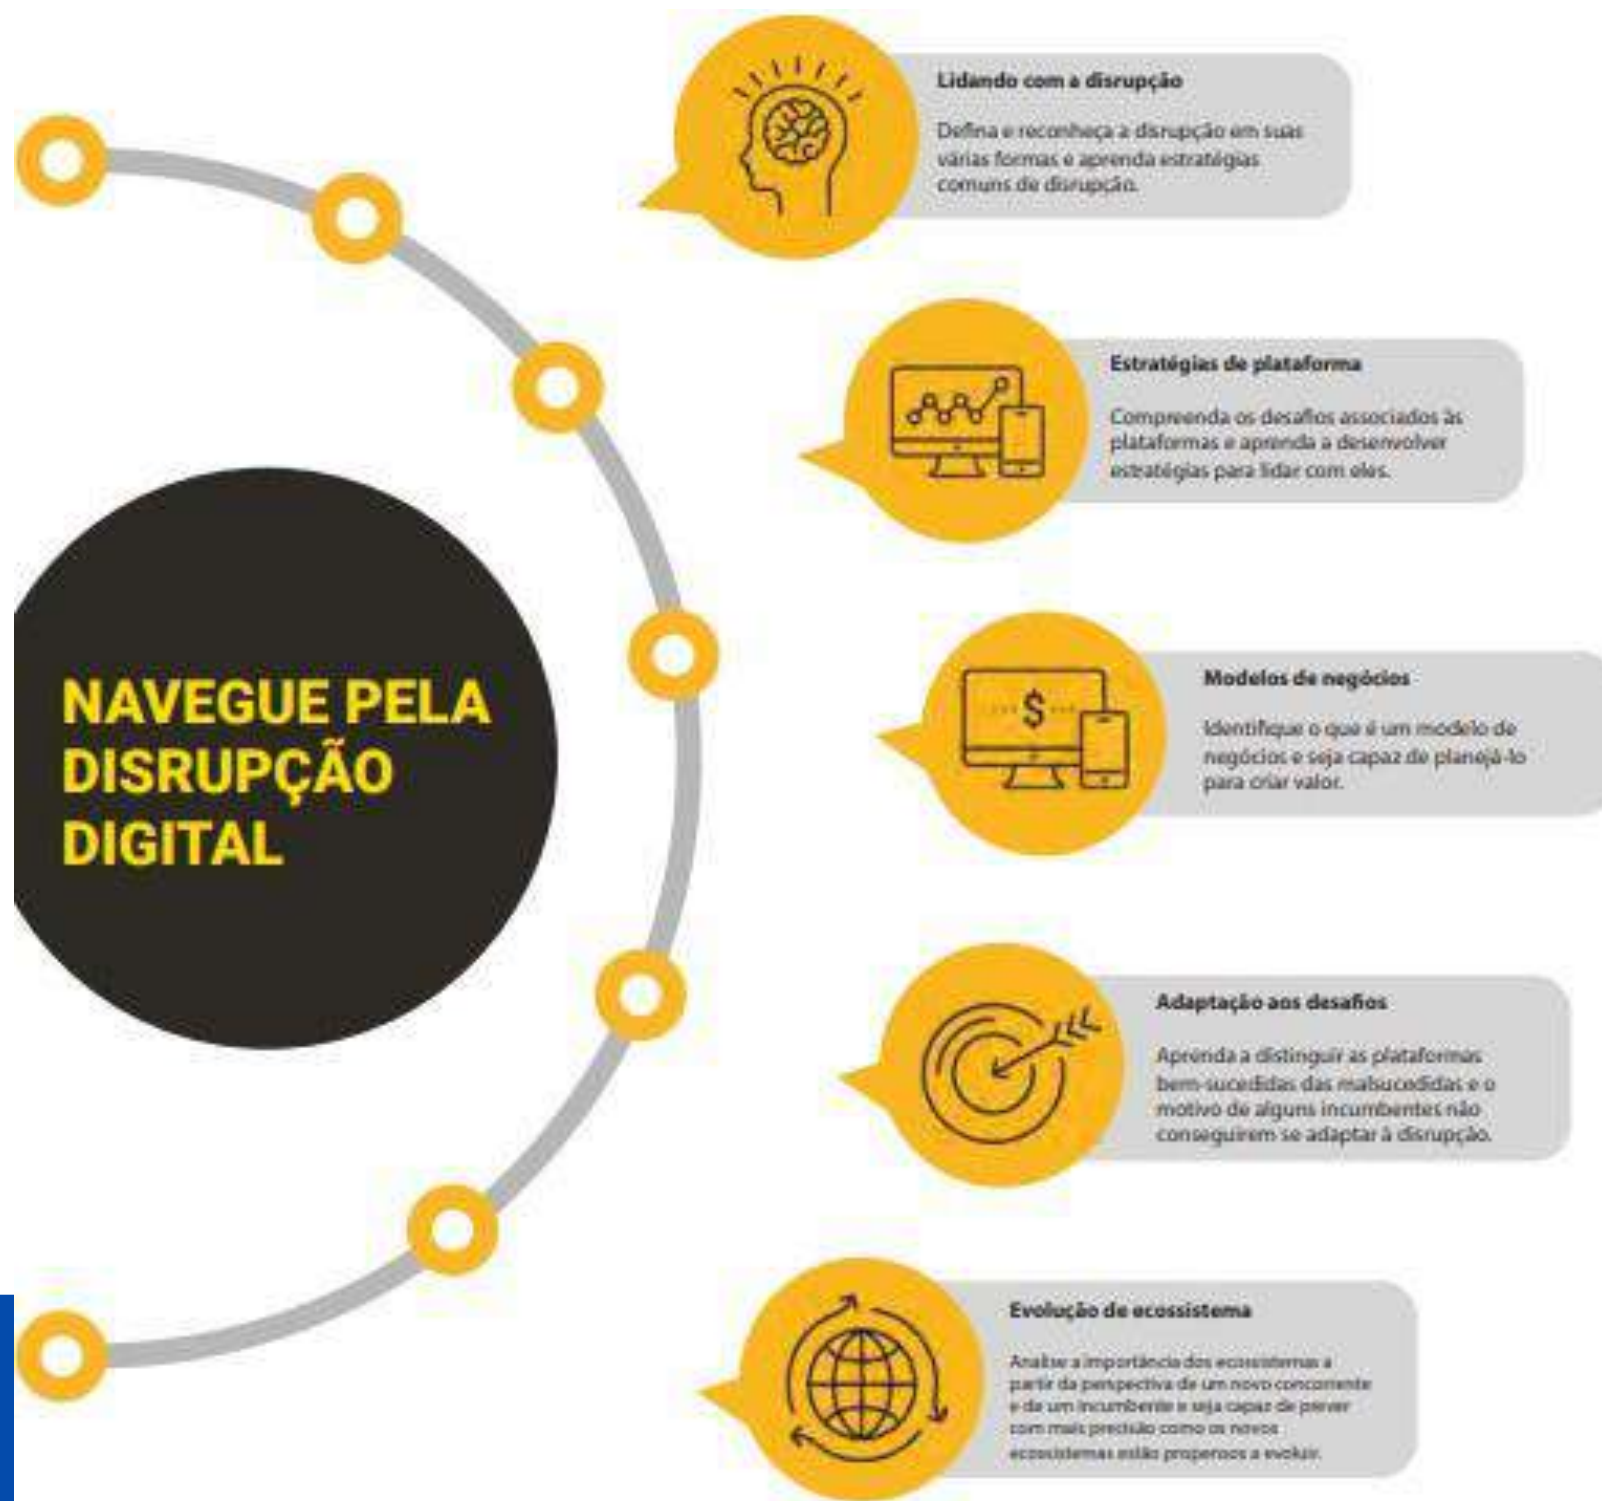 NAVEGUE PELA
DISRUPÇÃO
DIGITAL
Lidando com a disrupção
Defina e reconheça a disrupção em suas
várias formas e aprenda estratégias
comuns de disrupção.
Estratégias de plataforma
Compreenda os desafios associados às
plataformas e aprenda a desenvolver
estratégias para lidar com eles.
Modelos de negócios
Identifique o que é um modelo de
negócios e seja capaz de planejá-lo
para criar valor.
Adaptação aos desafios
Aprenda a distinguir as plataformas
bem-sucedidas das malsucedidas e o
motivo de alguns incumbentes não
conseguirem se adaptar à disrupção.
Evolução de ecossistema
Analise a importância dos ecossistemas a
partir da perspectiva de um novo concorrente
e de um incumbente e seja capaz de prever
com mais precisão como os novos
ecossistemas estão propensos a evoluir.